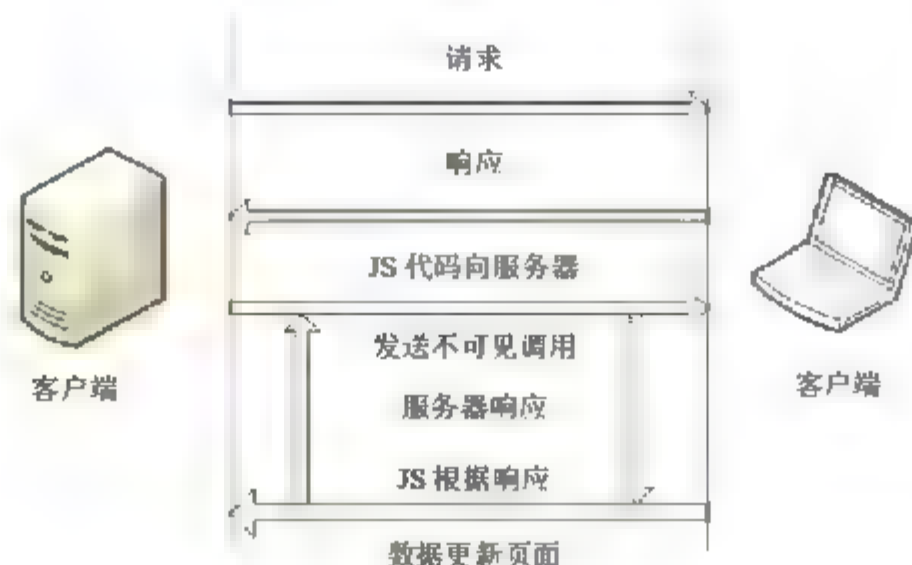 请求
响应
JS 代码向服务器
发送不可见调用
客户端
客户端
服务器响应
JS 根据响应
数据更新页面